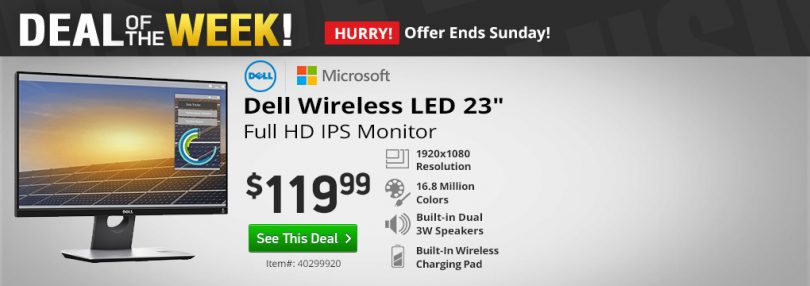 DEAL OF THE WEEK!
HURRY! Offer Ends Sunday!
DELL Microsoft
Dell Wireless LED 23"
Full HD IPS Monitor
$119.99
See This Deal >
Item#: 40299920
1920x1080
Resolution
16.8 Million
Colors
Built-in Dual
3W Speakers
Built-In Wireless
Charging Pad
DELL